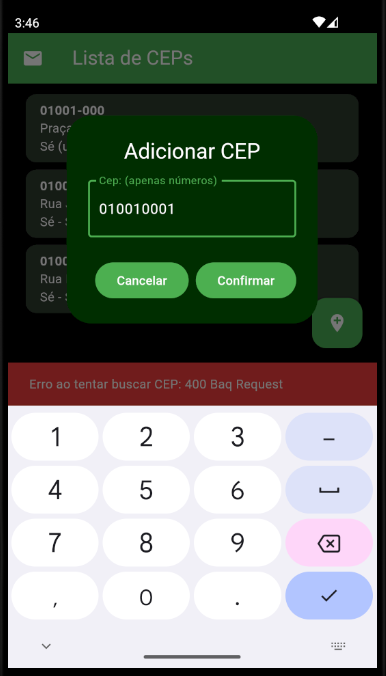 3:46
Lista de CEPs
01001-000
Praça
Sé (u
Adicionar CEP
Cep: (apenas números)
010010001
0100
Rua
Sé - S
Cancelar
Confirmar
0100
Rua
Sé - S
Erro ao tentar buscar CEP: 400 Baq Request
1 2 3 –
4 5 6
7 8 9
, 0 .